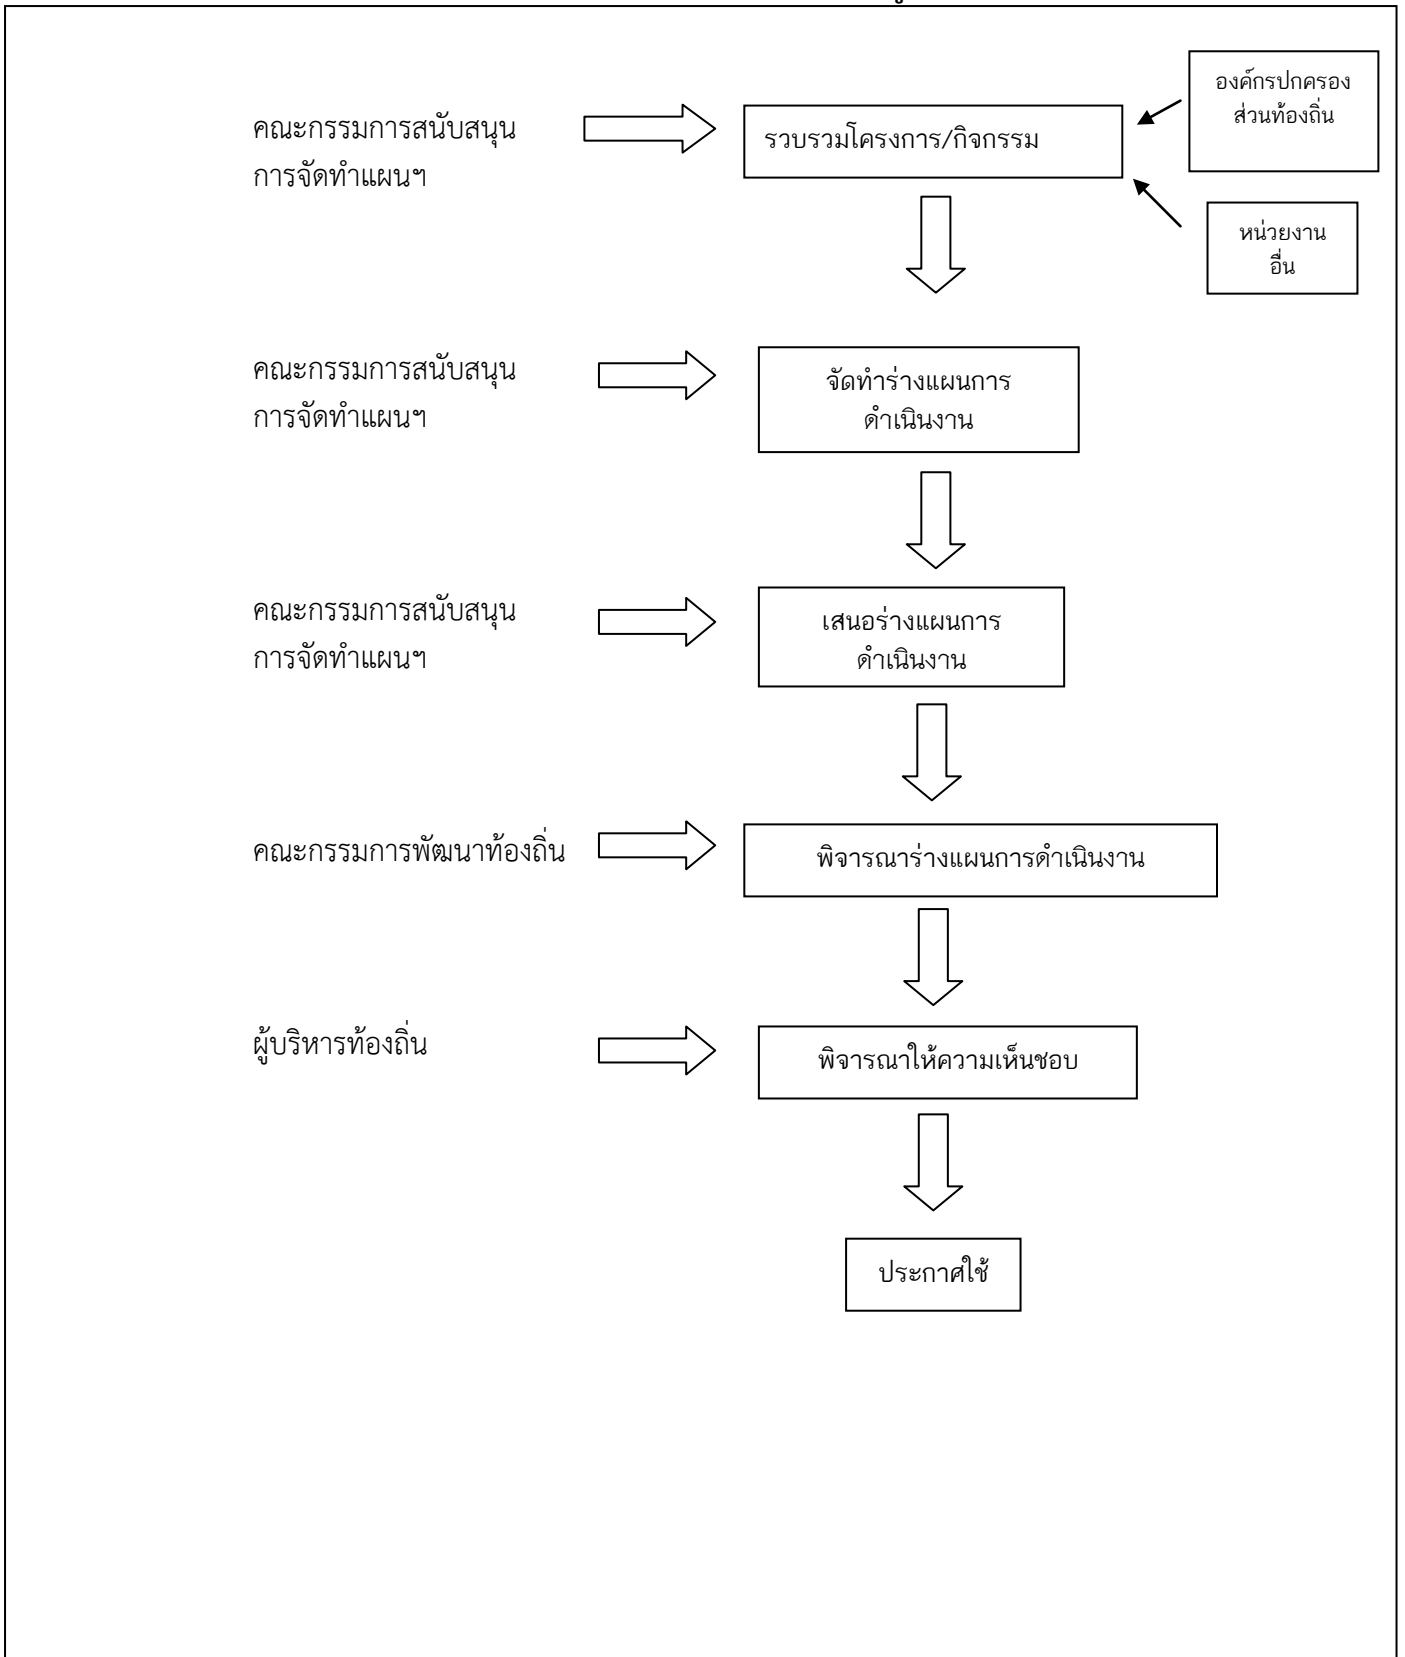 คณะกรรมการสนับสนุน
การจัดทำแผนฯ
รวบรวมโครงการ/กิจกรรม
องค์กรปกครอง
ส่วนท้องถิ่น
หน่วยงาน
อื่น
คณะกรรมการสนับสนุน
การจัดทำแผนฯ
จัดทำร่างแผนการ
ดำเนินงาน
คณะกรรมการสนับสนุน
การจัดทำแผนฯ
เสนอร่างแผนการ
ดำเนินงาน
คณะกรรมการพัฒนาท้องถิ่น
พิจารณาร่างแผนการดำเนินงาน
ผู้บริหารท้องถิ่น
พิจารณาให้ความเห็นชอบ
ประกาศใช้